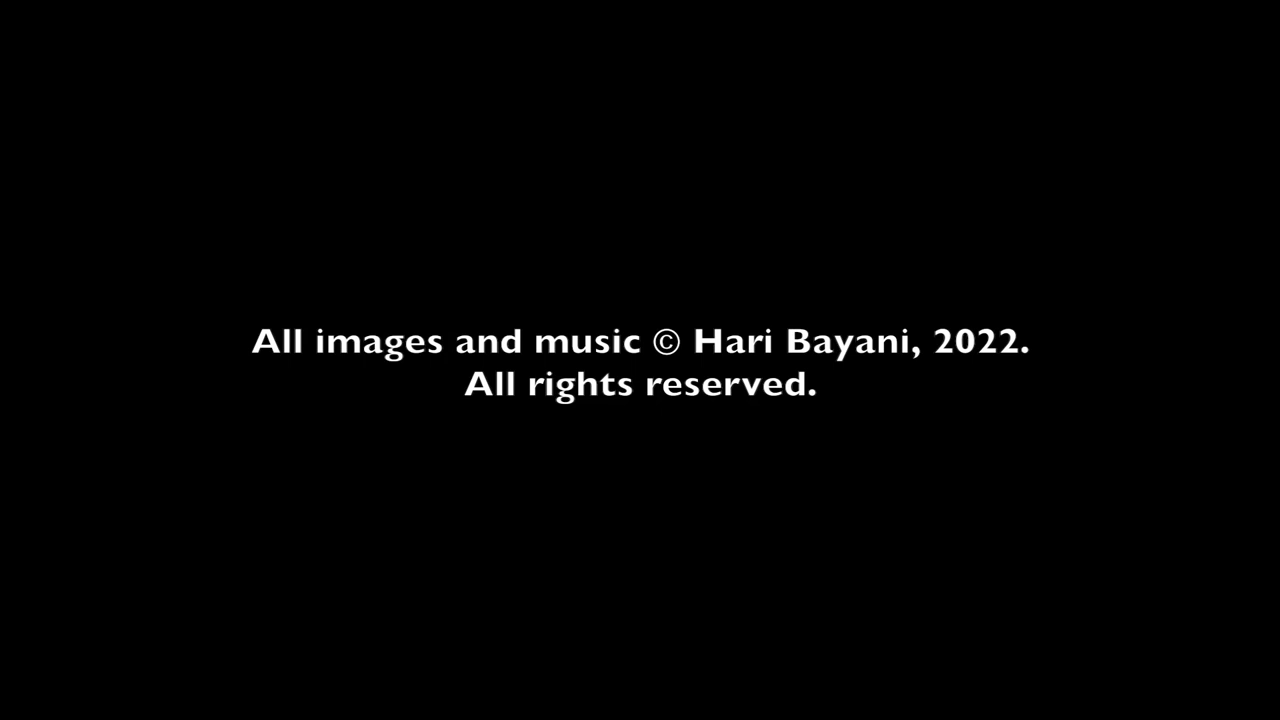 All images and music © Hari Bayani, 2022.
All rights reserved.